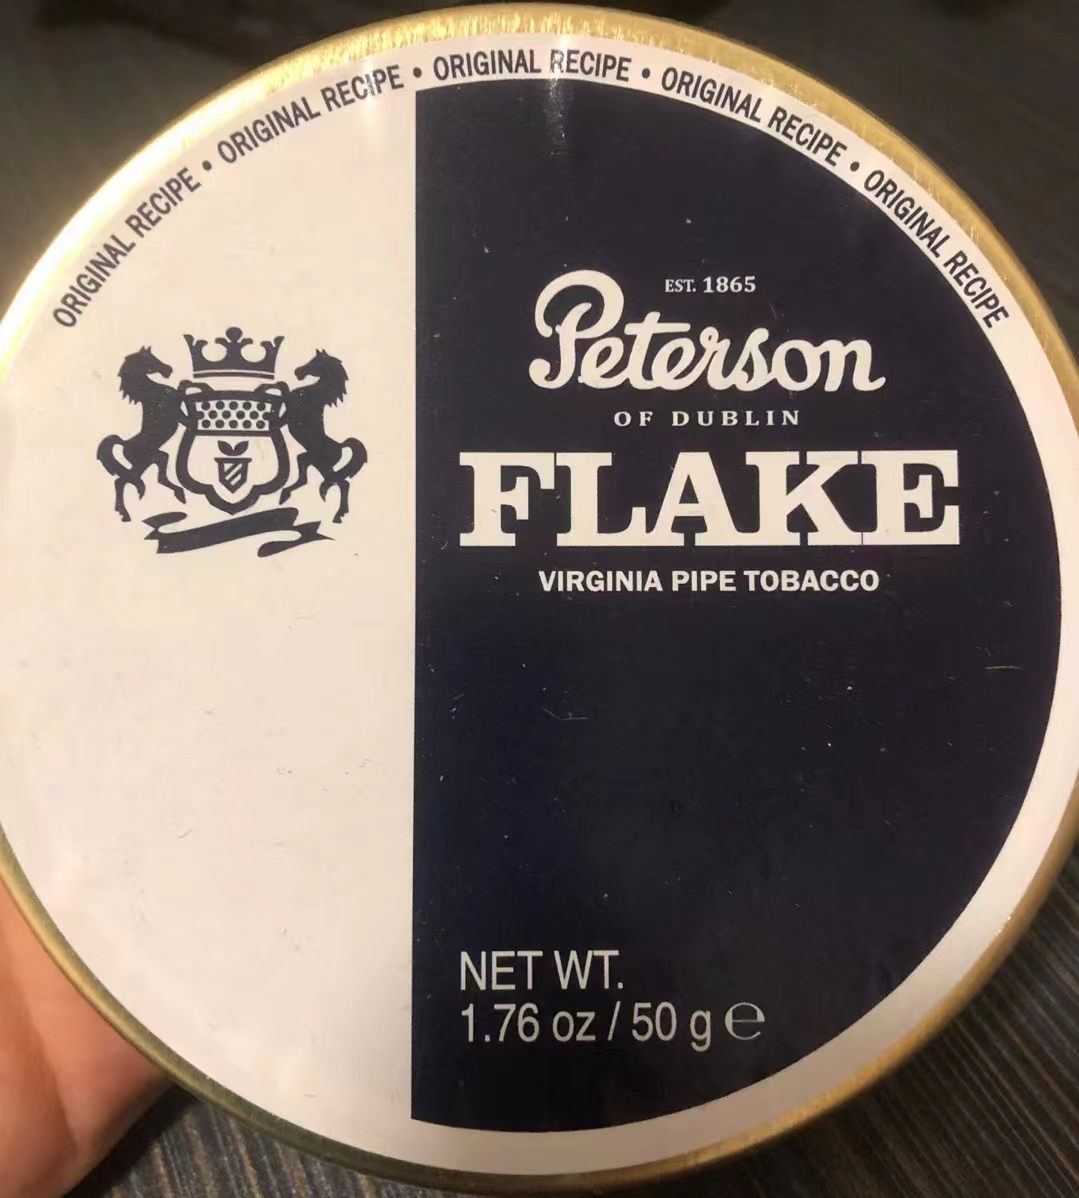 ORIGINAL RECIPE • ORIGINAL RECIPE • ORIGINAL RECIPE • ORIGINAL RECIPE • ORIGINAL RECIPE
EST. 1865
Peterson
OF DUBLIN
FLAKE
VIRGINIA PIPE TOBACCO
NET WT.
1.76 oz / 50 g ℮